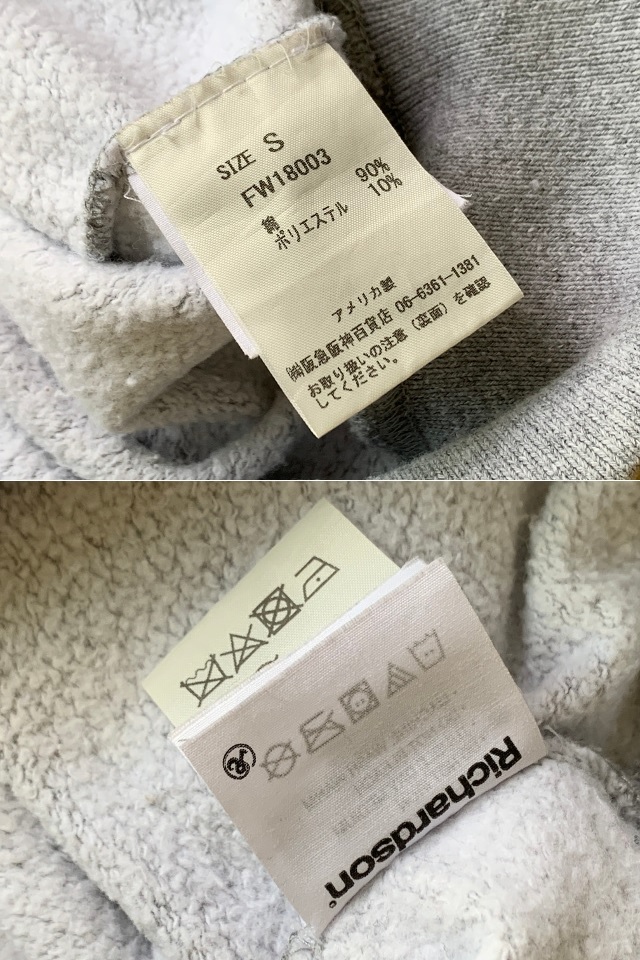 SIZE S
FW18003
綿 90%
ポリエステル 10%
アメリカ製
㈱阪急阪神百貨店 06-6361-1381
お取り扱いの注意(裏面)を確認
してください。
Richardson